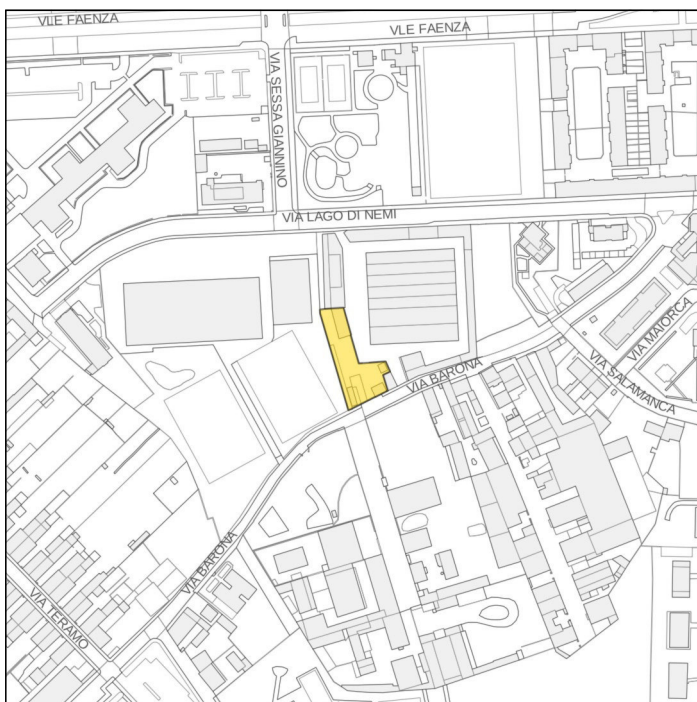 VLE FAENZA
VLE FAENZA
VIA SESSA GIANNINO
VIA LAGO DI NEMI
VIA MAIORCA
VIA BARONA
VIA SALAMANCA
VIA BARONA
VIA TERAMO